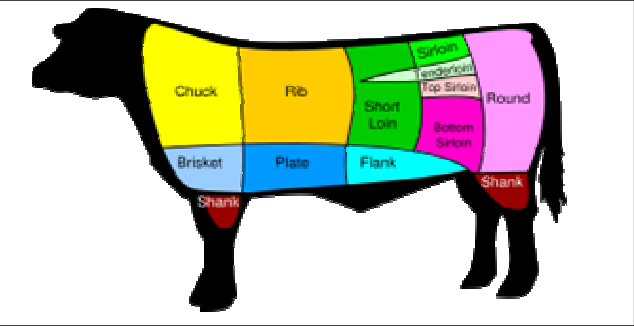 Sirloin
Tenderloin
Top Sirloin
Chuck
Rib
Short
Loin
Round
Bottom
Sirloin
Brisket
Plate
Flank
Shank
Shank